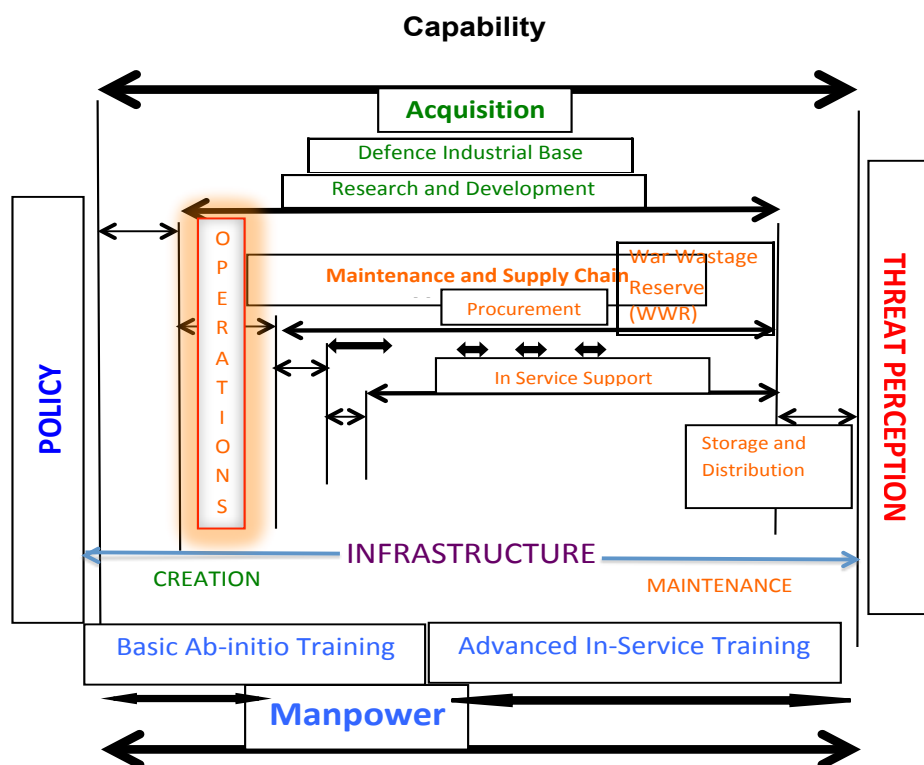 Capability
Acquisition
Defence Industrial Base
Research and Development
OPERATIONS
Maintenance and Supply Chain
War Wastage
Reserve
(WWR)
Procurement
In Service Support
Storage and
Distribution
POLICY
THREAT PERCEPTION
INFRASTRUCTURE
CREATION
MAINTENANCE
Basic Ab-initio Training
Advanced In-Service Training
Manpower